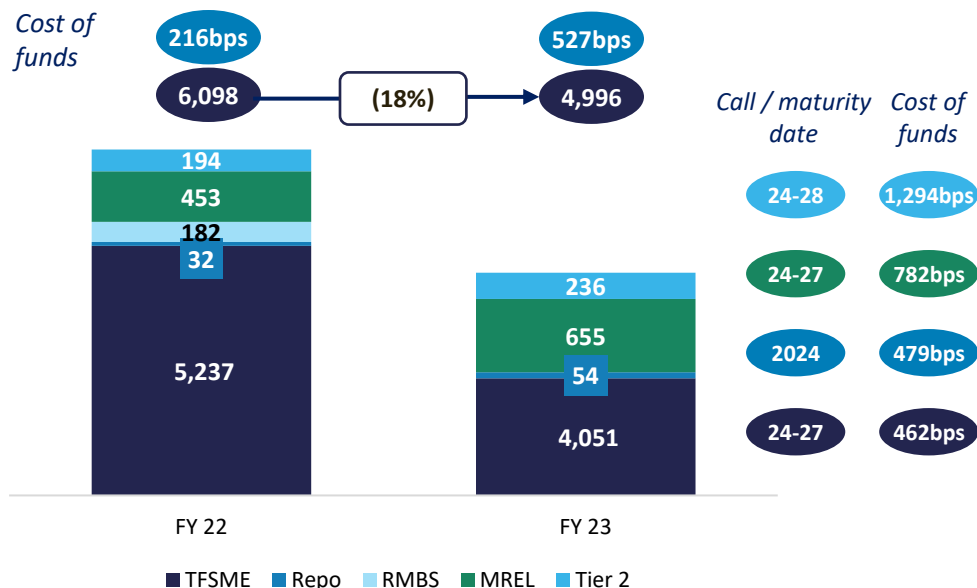 Cost of
funds
216bps
527bps
6,098
(18%)
4,996
Call / maturity
date
Cost of
funds
194
453
182
32
5,237
236
655
54
4,051
24-28
1,294bps
24-27
782bps
2024
479bps
24-27
462bps
FY 22
FY 23
TFSME
Repo
RMBS
MREL
Tier 2